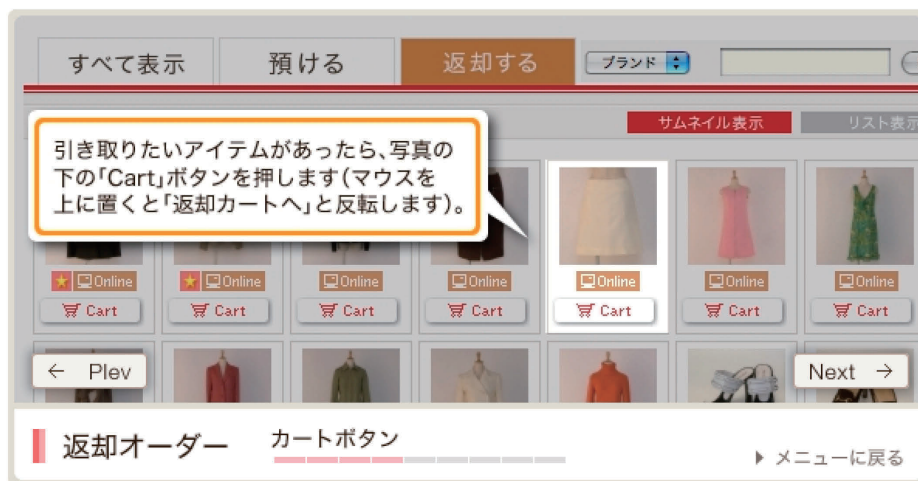 すべて表示
預ける
返却する
ブランド
サムネイル表示
リスト表示
引き取りたいアイテムがあったら、写真の
下の「Cart」ボタンを押します(マウスを
上に置くと「返却カートへ」と反転します)。
Online
Online
Online
Online
Online
Online
Online
Cart
Cart
Cart
Cart
Cart
Cart
Cart
← Plev
Next →
返却オーダー
カートボタン
メニューに戻る